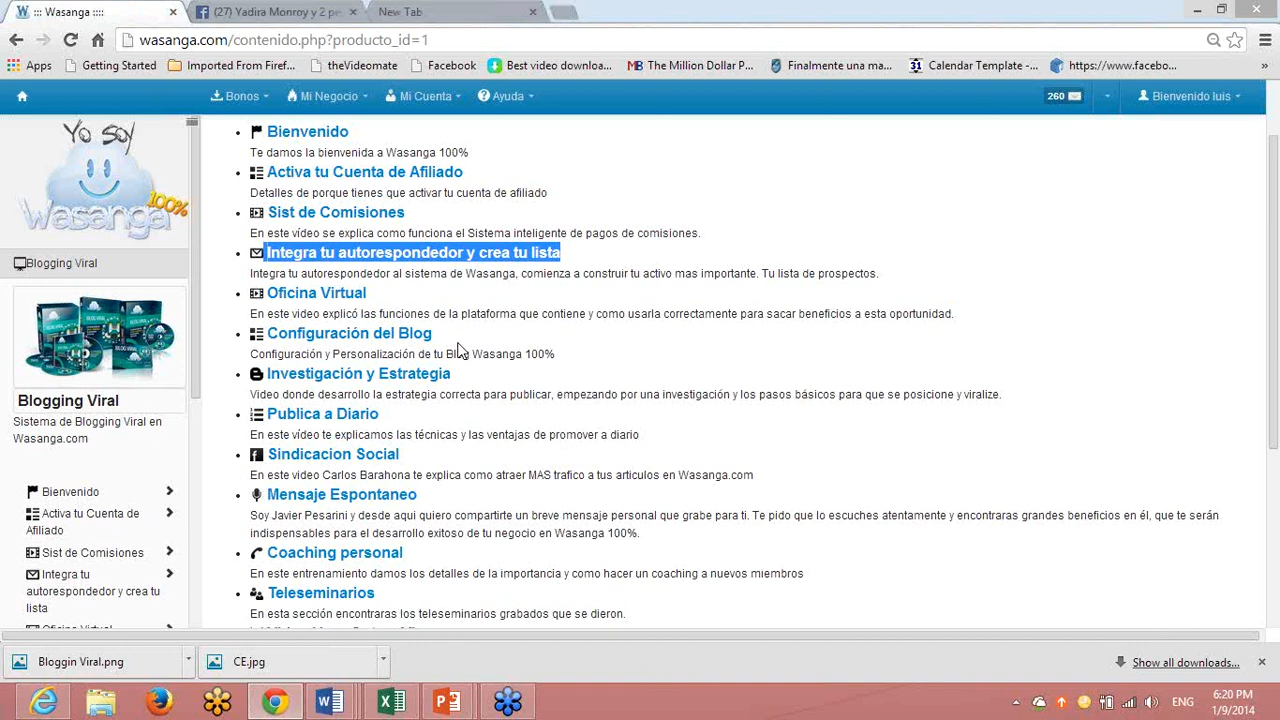 ::: Wasanga ::::
(27) Yadira Monroy y 2 pe
New Tab
wasanga.com/contenido.php?producto_id=1
Apps
Getting Started
Imported From Firef...
theVideomate
Facebook
Best video downloa...
The Million Dollar P...
Finalmente una ma...
31
Calendar Template -...
https://www.facebo...
»
Bonos
Mi Negocio
Mi Cuenta
Ayuda
260
Bienvenido luis
Yo Soy
Wasanga
100%
Blogging Viral
Blogging Viral
Sistema de Blogging Viral en
Wasanga.com
Bienvenido
Activa tu Cuenta de
Afiliado
Sist de Comisiones
Integra tu
autorespondedor y crea tu
lista
Oficina Virtual
Bienvenido
Te damos la bienvenida a Wasanga 100%
Activa tu Cuenta de Afiliado
Detalles de porque tienes que activar tu cuenta de afiliado
Sist de Comisiones
En este vídeo se explica como funciona el Sistema inteligente de pagos de comisiones.
Integra tu autorespondedor y crea tu lista
Integra tu autorespondedor al sistema de Wasanga, comienza a construir tu activo mas importante. Tu lista de prospectos.
Oficina Virtual
En este video explicó las funciones de la plataforma que contiene y como usarla correctamente para sacar beneficios a esta oportunidad.
Configuración del Blog
Configuración y Personalización de tu Blog Wasanga 100%
Investigación y Estrategia
Video donde desarrollo la estrategia correcta para publicar, empezando por una investigación y los pasos básicos para que se posicione y viralize.
Publica a Diario
En este vídeo te explicamos las técnicas y las ventajas de promover a diario
Sindicacion Social
En este video Carlos Barahona te explica como atraer MAS trafico a tus articulos en Wasanga.com
Mensaje Espontaneo
Soy Javier Pesarini y desde aqui quiero compartirte un breve mensaje personal que grabe para ti. Te pido que lo escuches atentamente y encontraras grandes beneficios en él, que te serán
indispensables para el desarrollo exitoso de tu negocio en Wasanga 100%.
Coaching personal
En este entrenamiento damos los detalles de la importancia y como hacer un coaching a nuevos miembros
Teleseminarios
En esta sección encontraras los teleseminarios grabados que se dieron.
Bloggin Viral.png
CE.jpg
Show all downloads...
ENG
6:20 PM
1/9/2014